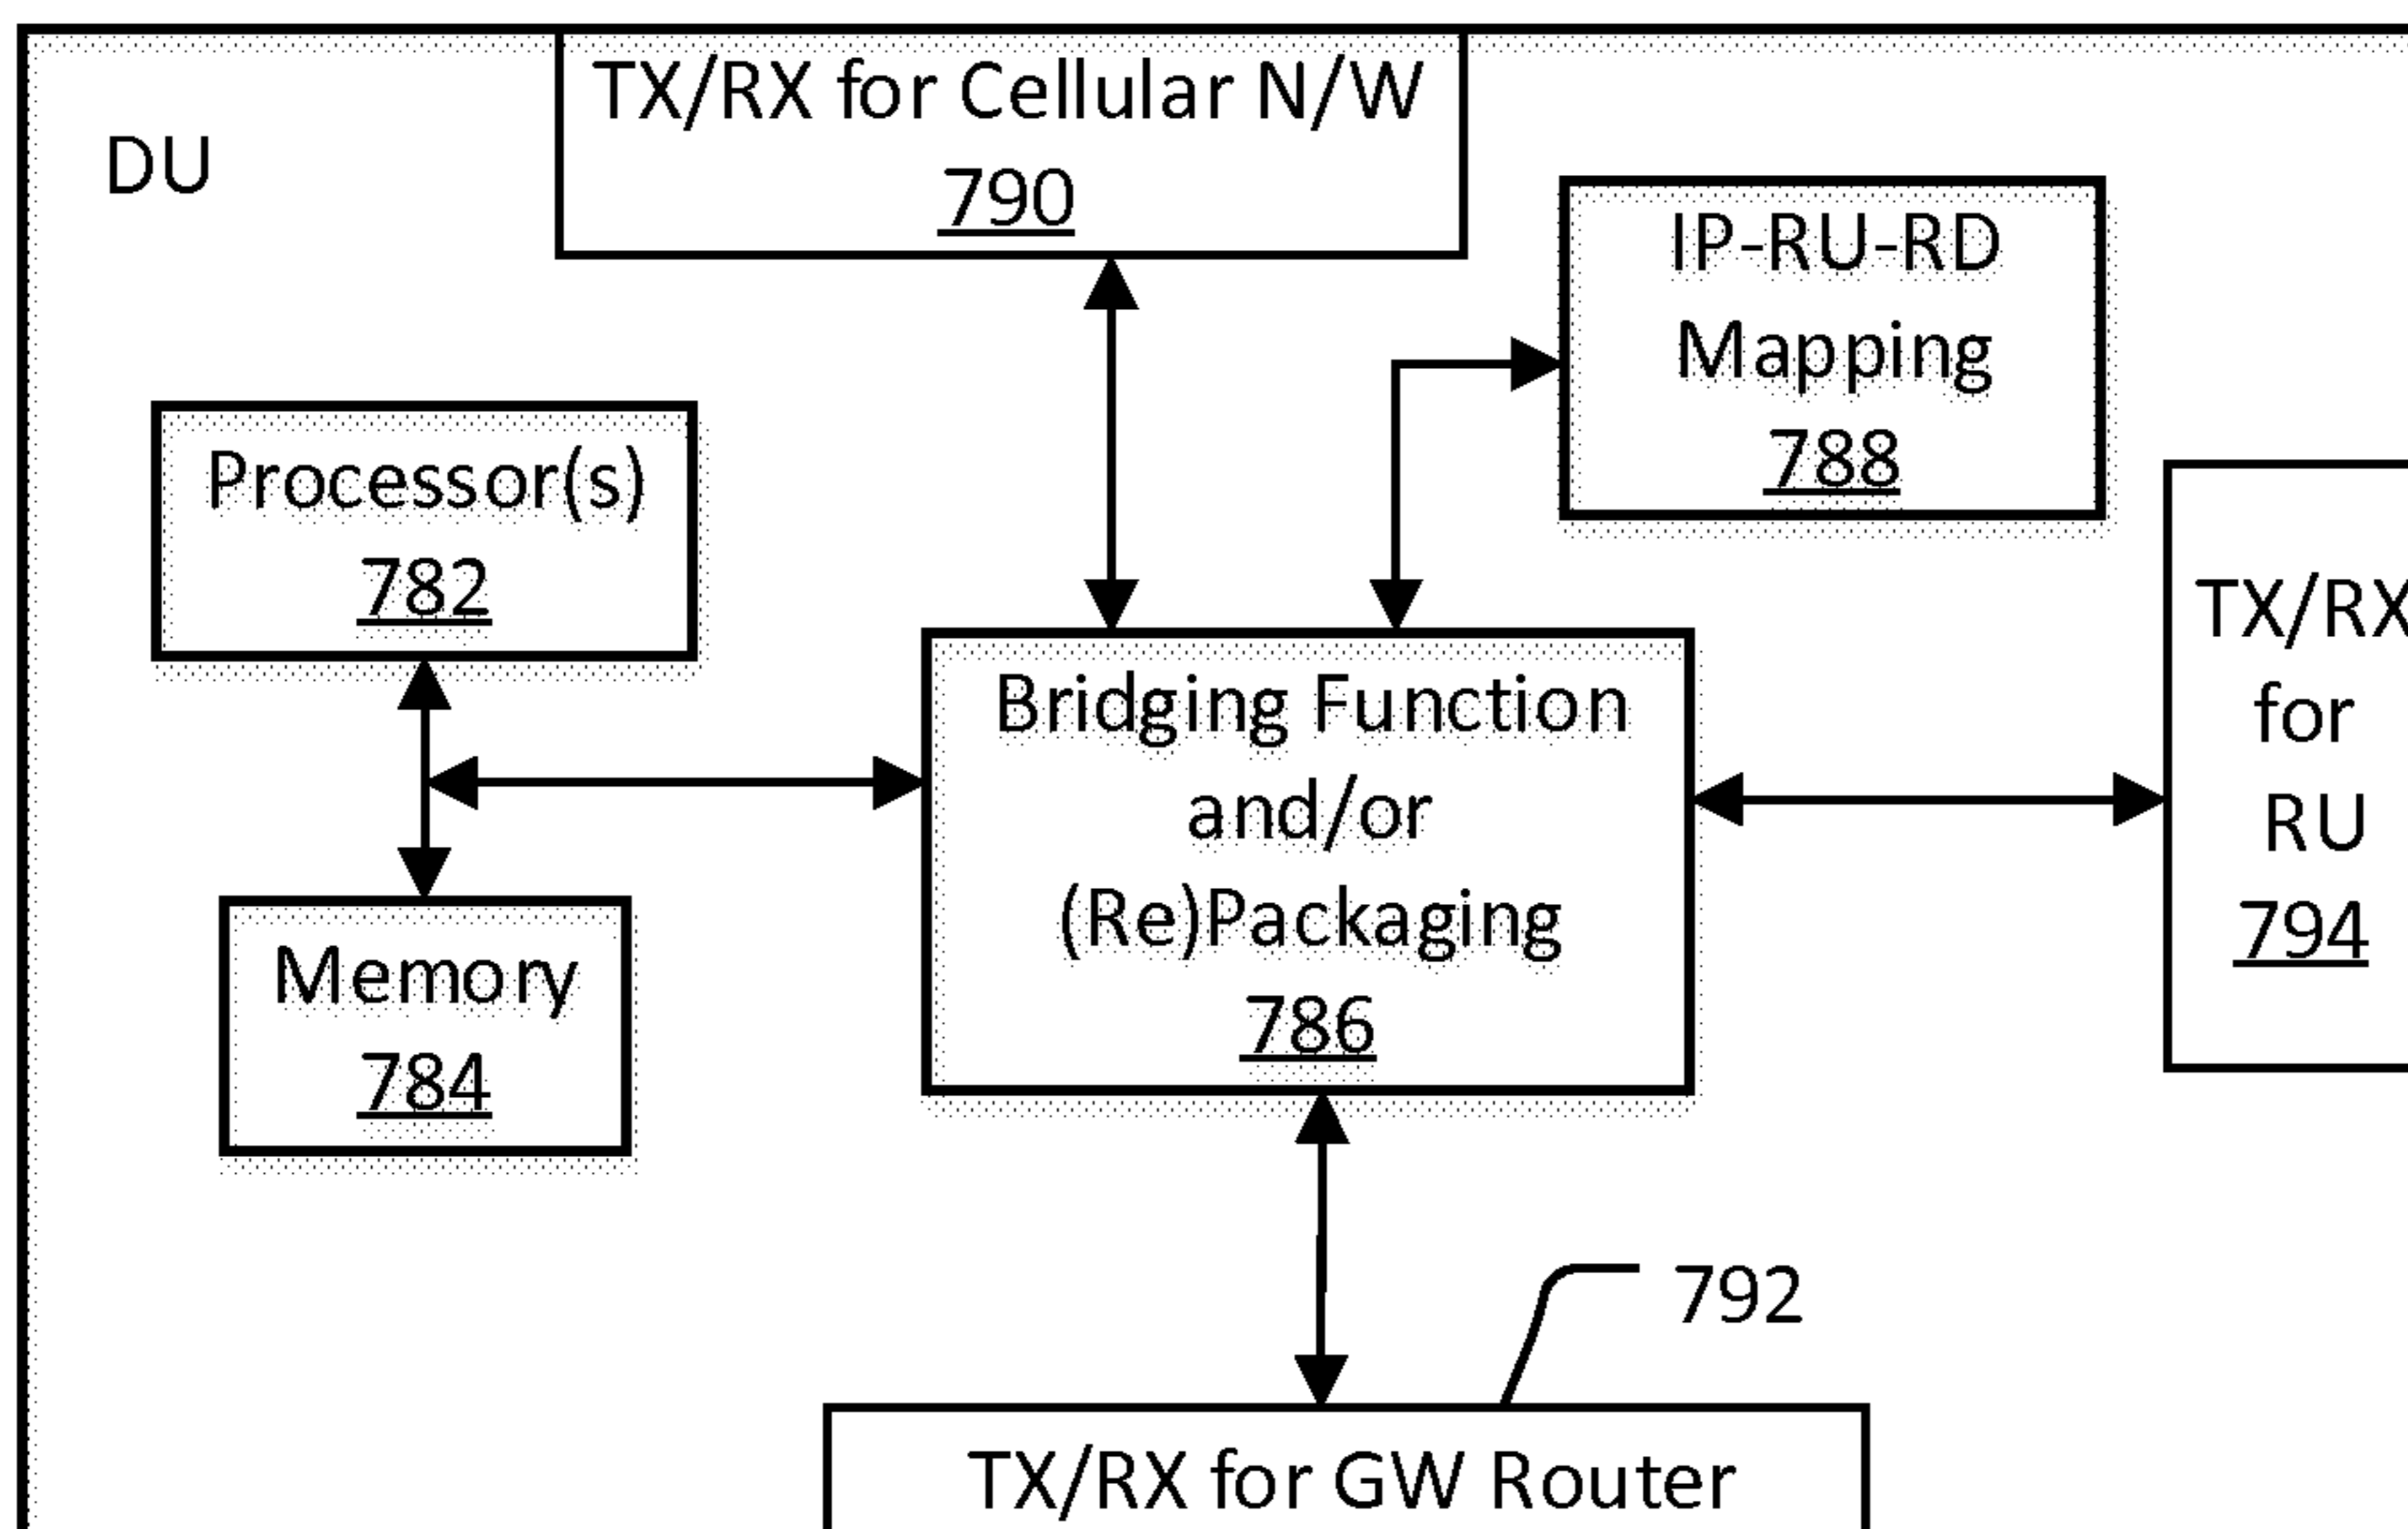 DU
TX/RX for Cellular N/W
790
IP-RU-RD
Mapping
788
Processor(s)
782
Memory
784
Bridging Function
and/or
(Re)Packaging
786
TX/RX
for
RU
794
792
TX/RX for GW Router